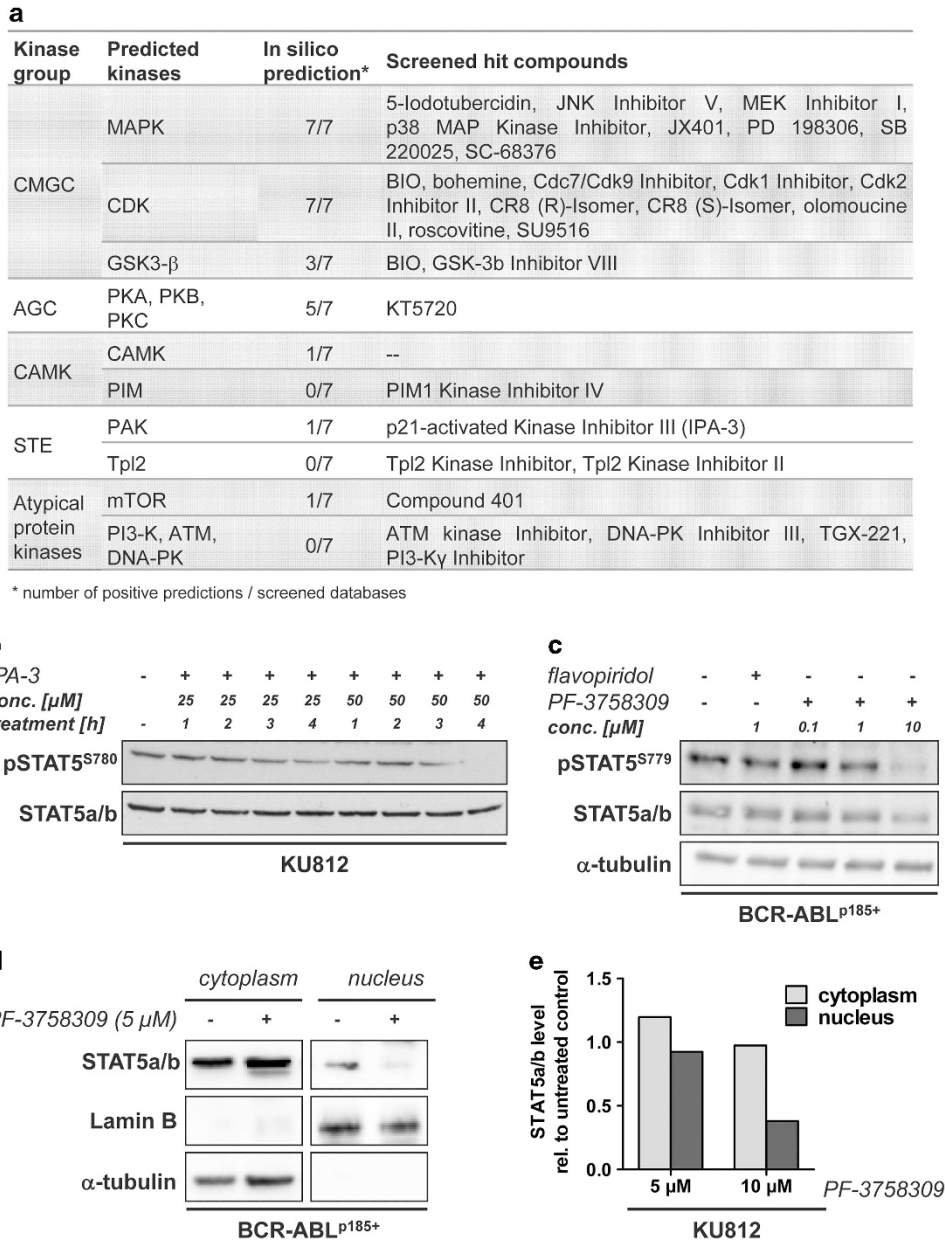 a
Kinase group
Predicted kinases
In silico prediction*
Screened hit compounds
CMGC
MAPK
7/7
5-Iodotubercidin, JNK Inhibitor V, MEK Inhibitor I,
p38 MAP Kinase Inhibitor, JX401, PD 198306, SB
220025, SC-68376
CDK
7/7
BIO, bohemine, Cdc7/Cdk9 Inhibitor, Cdk1 Inhibitor, Cdk2
Inhibitor II, CR8 (R)-Isomer, CR8 (S)-Isomer, olomoucine
II, roscovitine, SU9516
GSK3-β
3/7
BIO, GSK-3b Inhibitor VIII
AGC
PKA, PKB,
PKC
5/7
KT5720
CAMK
CAMK
1/7
--
PIM
0/7
PIM1 Kinase Inhibitor IV
STE
PAK
1/7
p21-activated Kinase Inhibitor III (IPA-3)
Tpl2
0/7
Tpl2 Kinase Inhibitor, Tpl2 Kinase Inhibitor II
Atypical
protein
kinases
mTOR
1/7
Compound 401
PI3-K, ATM,
DNA-PK
0/7
ATM kinase Inhibitor, DNA-PK Inhibitor III, TGX-221,
PI3-Kγ Inhibitor
* number of positive predictions / screened databases
PA-3 - + + + + + + + +
onc. [µM] 25 25 25 25 50 50 50 50
reatment [h] - 1 2 3 4 1 2 3 4
pSTAT5S780
STAT5a/b
KU812
c
flavopiridol - + - - -
PF-3758309 - - + + +
conc. [µM] 1 0.1 1 10
pSTAT5S779
STAT5a/b
α-tubulin
BCR-ABLp185+
cytoplasm nucleus
PF-3758309 (5 µM) - + - +
STAT5a/b
Lamin B
α-tubulin
BCR-ABLp185+
e
STAT5a/b level
rel. to untreated control
1.5
1.0
0.5
0.0
cytoplasm
nucleus
5 µM 10 µM PF-3758309
KU812